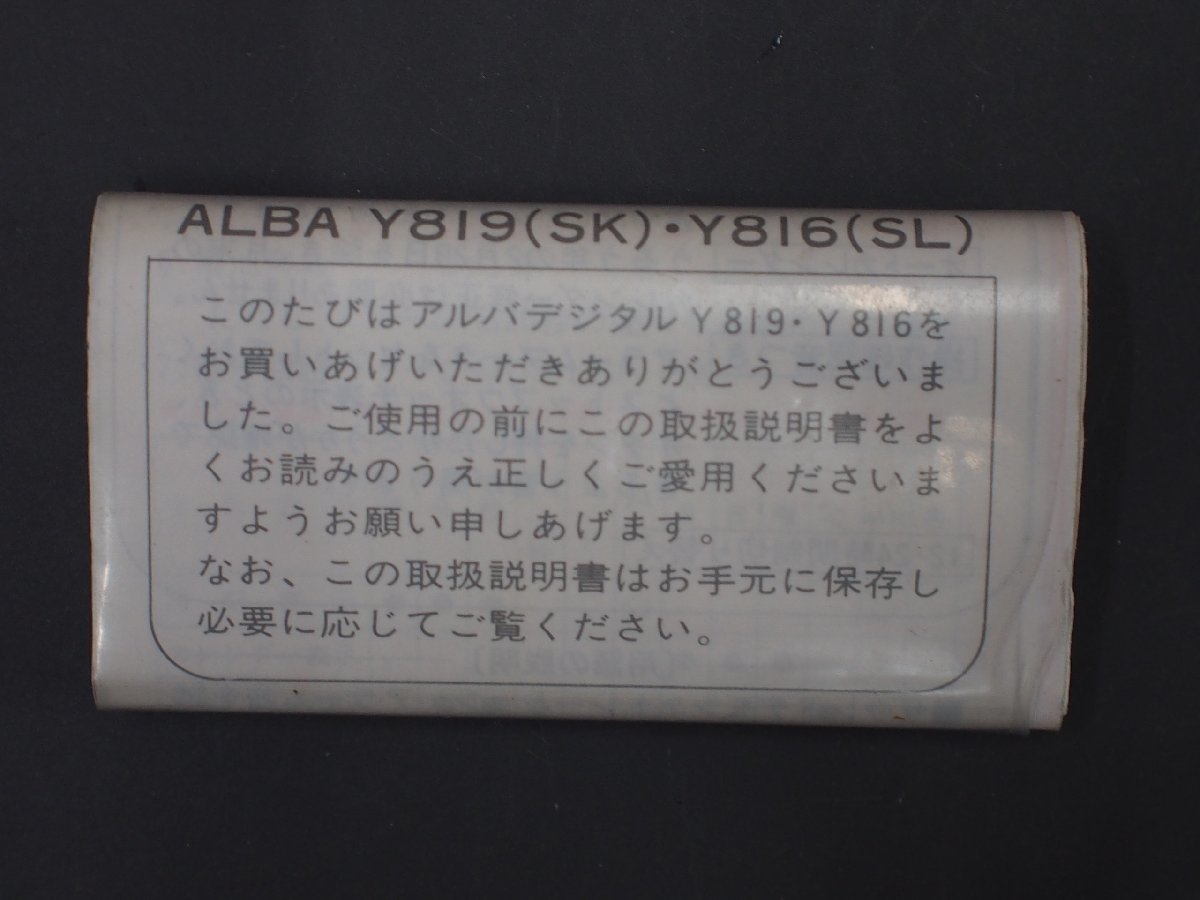 ALBA Y819(SK)・Y816(SL)
このたびはアルバデジタルY819・Y816を
お買いあげいただきありがとうございま
した。ご使用の前にこの取扱説明書をよ
くお読みのうえ正しくご愛用くださいま
すようお願い申しあげます。
なお、この取扱説明書はお手元に保存し
必要に応じてご覧ください。